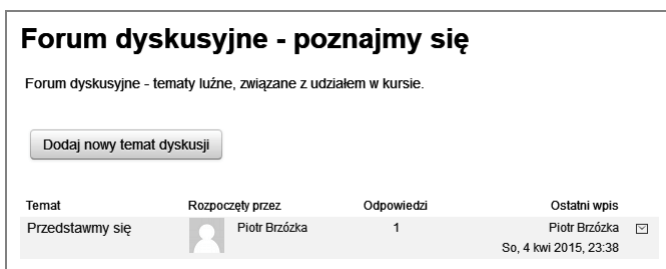 Forum dyskusyjne - poznajmy się
Forum dyskusyjne - tematy luźne, związane z udziałem w kursie.
Dodaj nowy temat dyskusji
Temat Rozpoczęty przez Odpowiedzi Ostatni wpis
Przedstawmy się Piotr Brzózka 1 Piotr Brzózka
So, 4 kwi 2015, 23:38